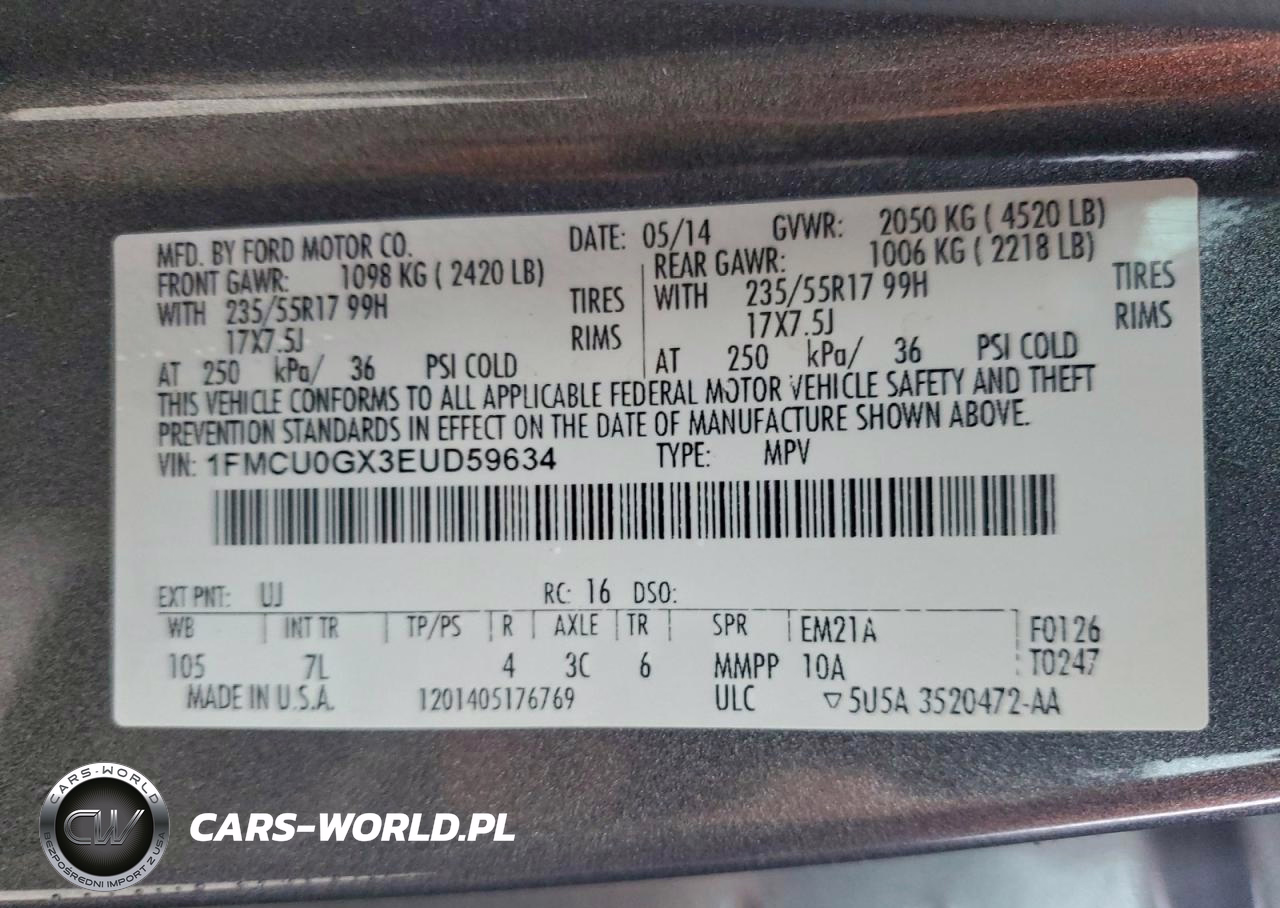 MFD. BY FORD MOTOR CO. DATE: 05/14 GVWR: 2050 KG ( 4520 LB)
FRONT GAWR: 1098 KG ( 2420 LB) REAR GAWR: 1006 KG ( 2218 LB)
WITH 235/55R17 99H TIRES WITH 235/55R17 99H TIRES
17X7.5J RIMS 17X7.5J RIMS
AT 250 kPa/ 36 PSI COLD AT 250 kPa/ 36 PSI COLD
THIS VEHICLE CONFORMS TO ALL APPLICABLE FEDERAL MOTOR VEHICLE SAFETY AND THEFT
PREVENTION STANDARDS IN EFFECT ON THE DATE OF MANUFACTURE SHOWN ABOVE.
VIN: 1FMCU0GX3EUD59634 TYPE: MPV
EXT PNT: UJ RC: 16 DSO:
WB INT TR TP/PS R AXLE TR SPR EM21A F0126
105 7L 4 3C 6 MMPP 10A T0247
MADE IN U.S.A. 1201405176769 ULC ▽5U5A 3520472-AA
CARS-WORLD
CW
BEZPOŚREDNI IMPORT Z USA
CARS-WORLD.PL